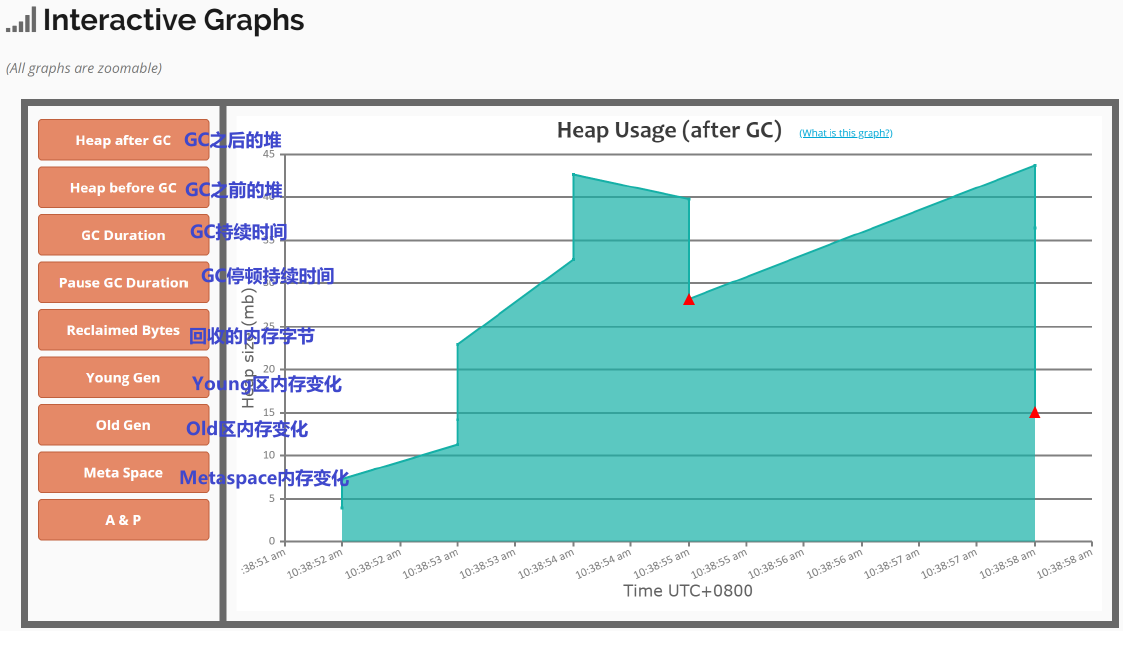 Interactive Graphs
(All graphs are zoomable)
Heap after GC
GC之后的堆
Heap before GC
GC之前的堆
GC Duration
GC持续时间
Pause GC Duration
GC停顿持续时间
Reclaimed Bytes
回收的内存字节
Young Gen
Young区内存变化
Old Gen
Old区内存变化
Meta Space
Metaspace内存变化
A & P
Heap Usage (after GC)
(What is this graph?)
Heap size (mb)
45
40
35
30
25
20
15
10
5
0
:38:51 am
10:38:52 am
10:38:52 am
10:38:53 am
10:38:53 am
10:38:54 am
10:38:54 am
10:38:55 am
10:38:55 am
10:38:56 am
10:38:56 am
10:38:57 am
10:38:57 am
10:38:58 am
10:38:58 am
Time UTC+0800